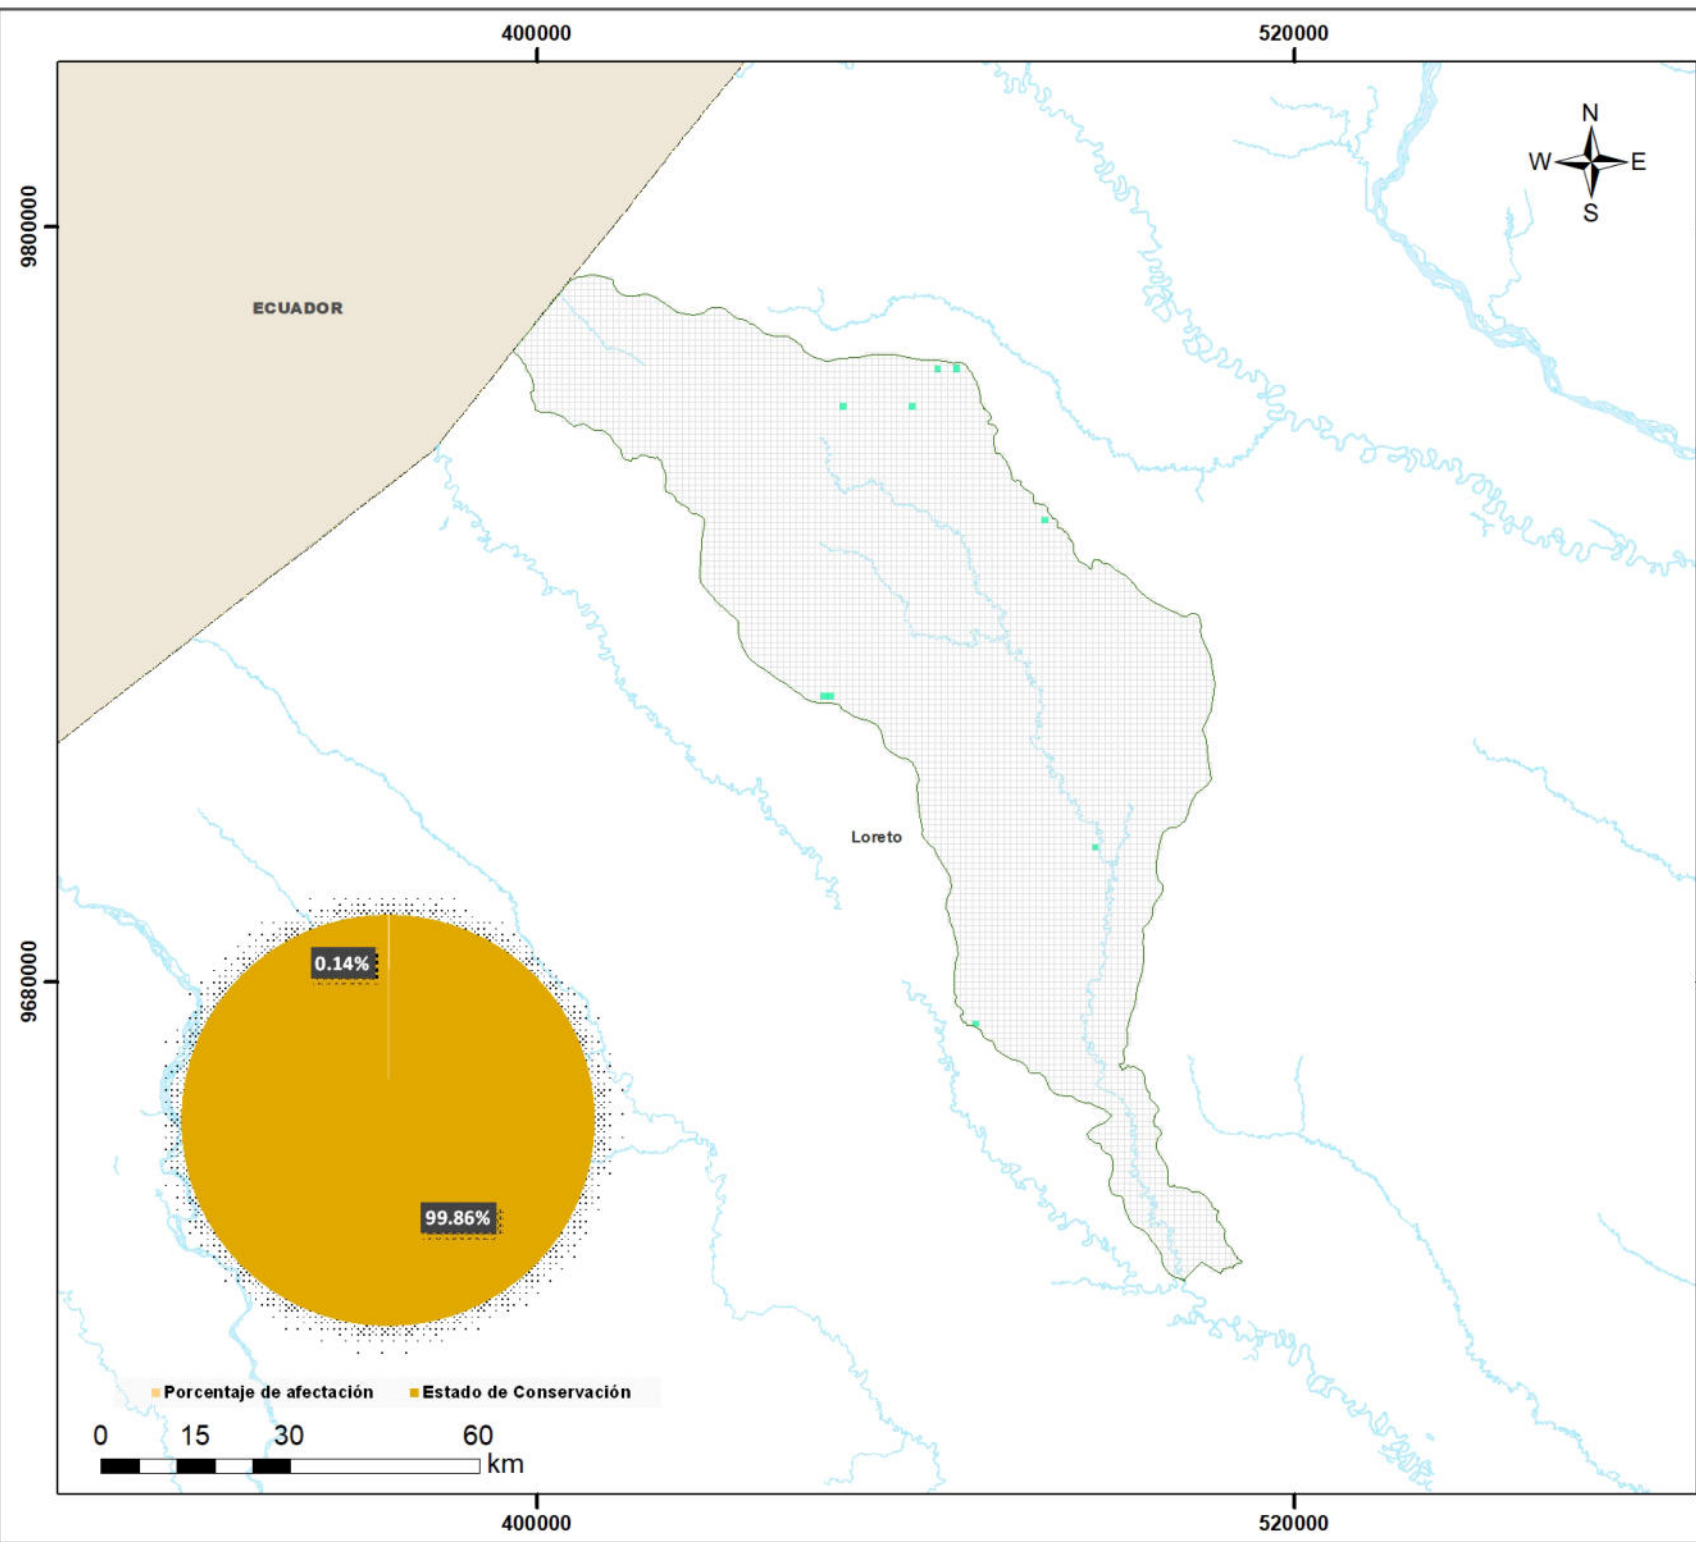 400000 520000
N
W E
S
9800000
ECUADOR
Loreto
9680000
0.14%
99.86%
Porcentaje de afectación Estado de Conservación
0 15 30 60
km
400000 520000